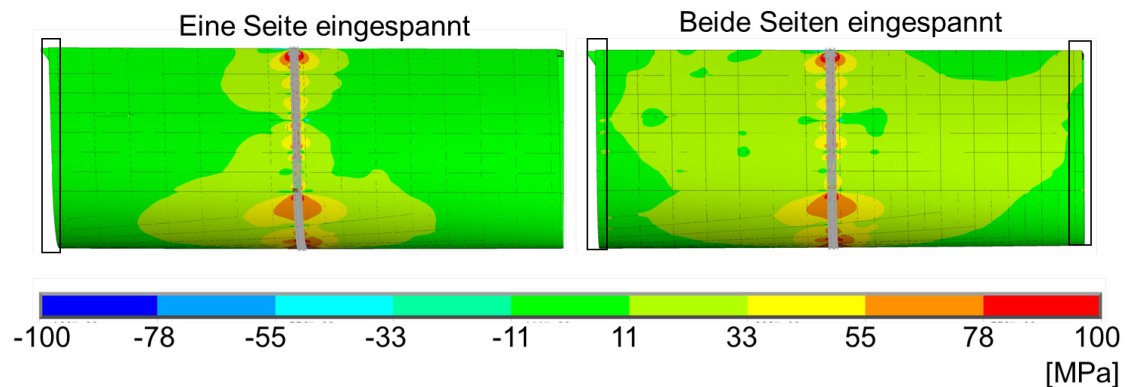 Eine Seite eingespannt
Beide Seiten eingespannt
-100 -78 -55 -33 -11 11 33 55 78 100
[MPa]